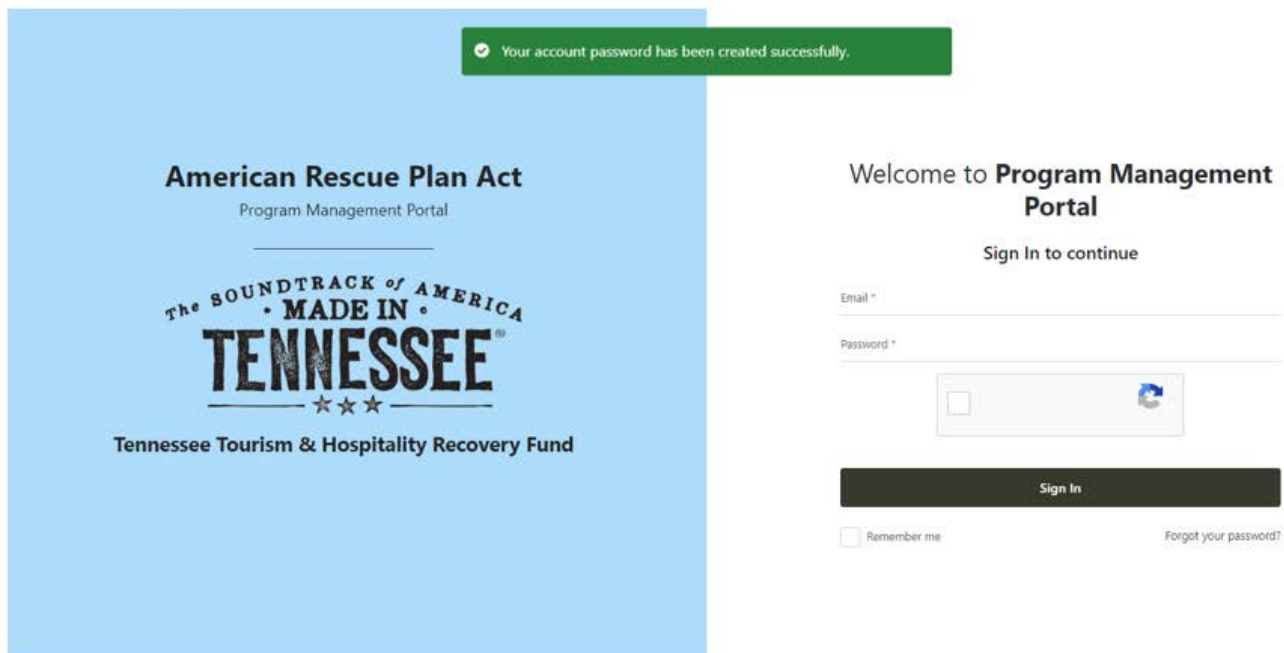 Your account password has been created successfully.
American Rescue Plan Act
Program Management Portal
The SOUNDTRACK of AMERICA
• MADE IN •
TENNESSEE®
Tennessee Tourism & Hospitality Recovery Fund
Welcome to Program Management
Portal
Sign In to continue
Email *
Password *
Sign In
Remember me
Forgot your password?